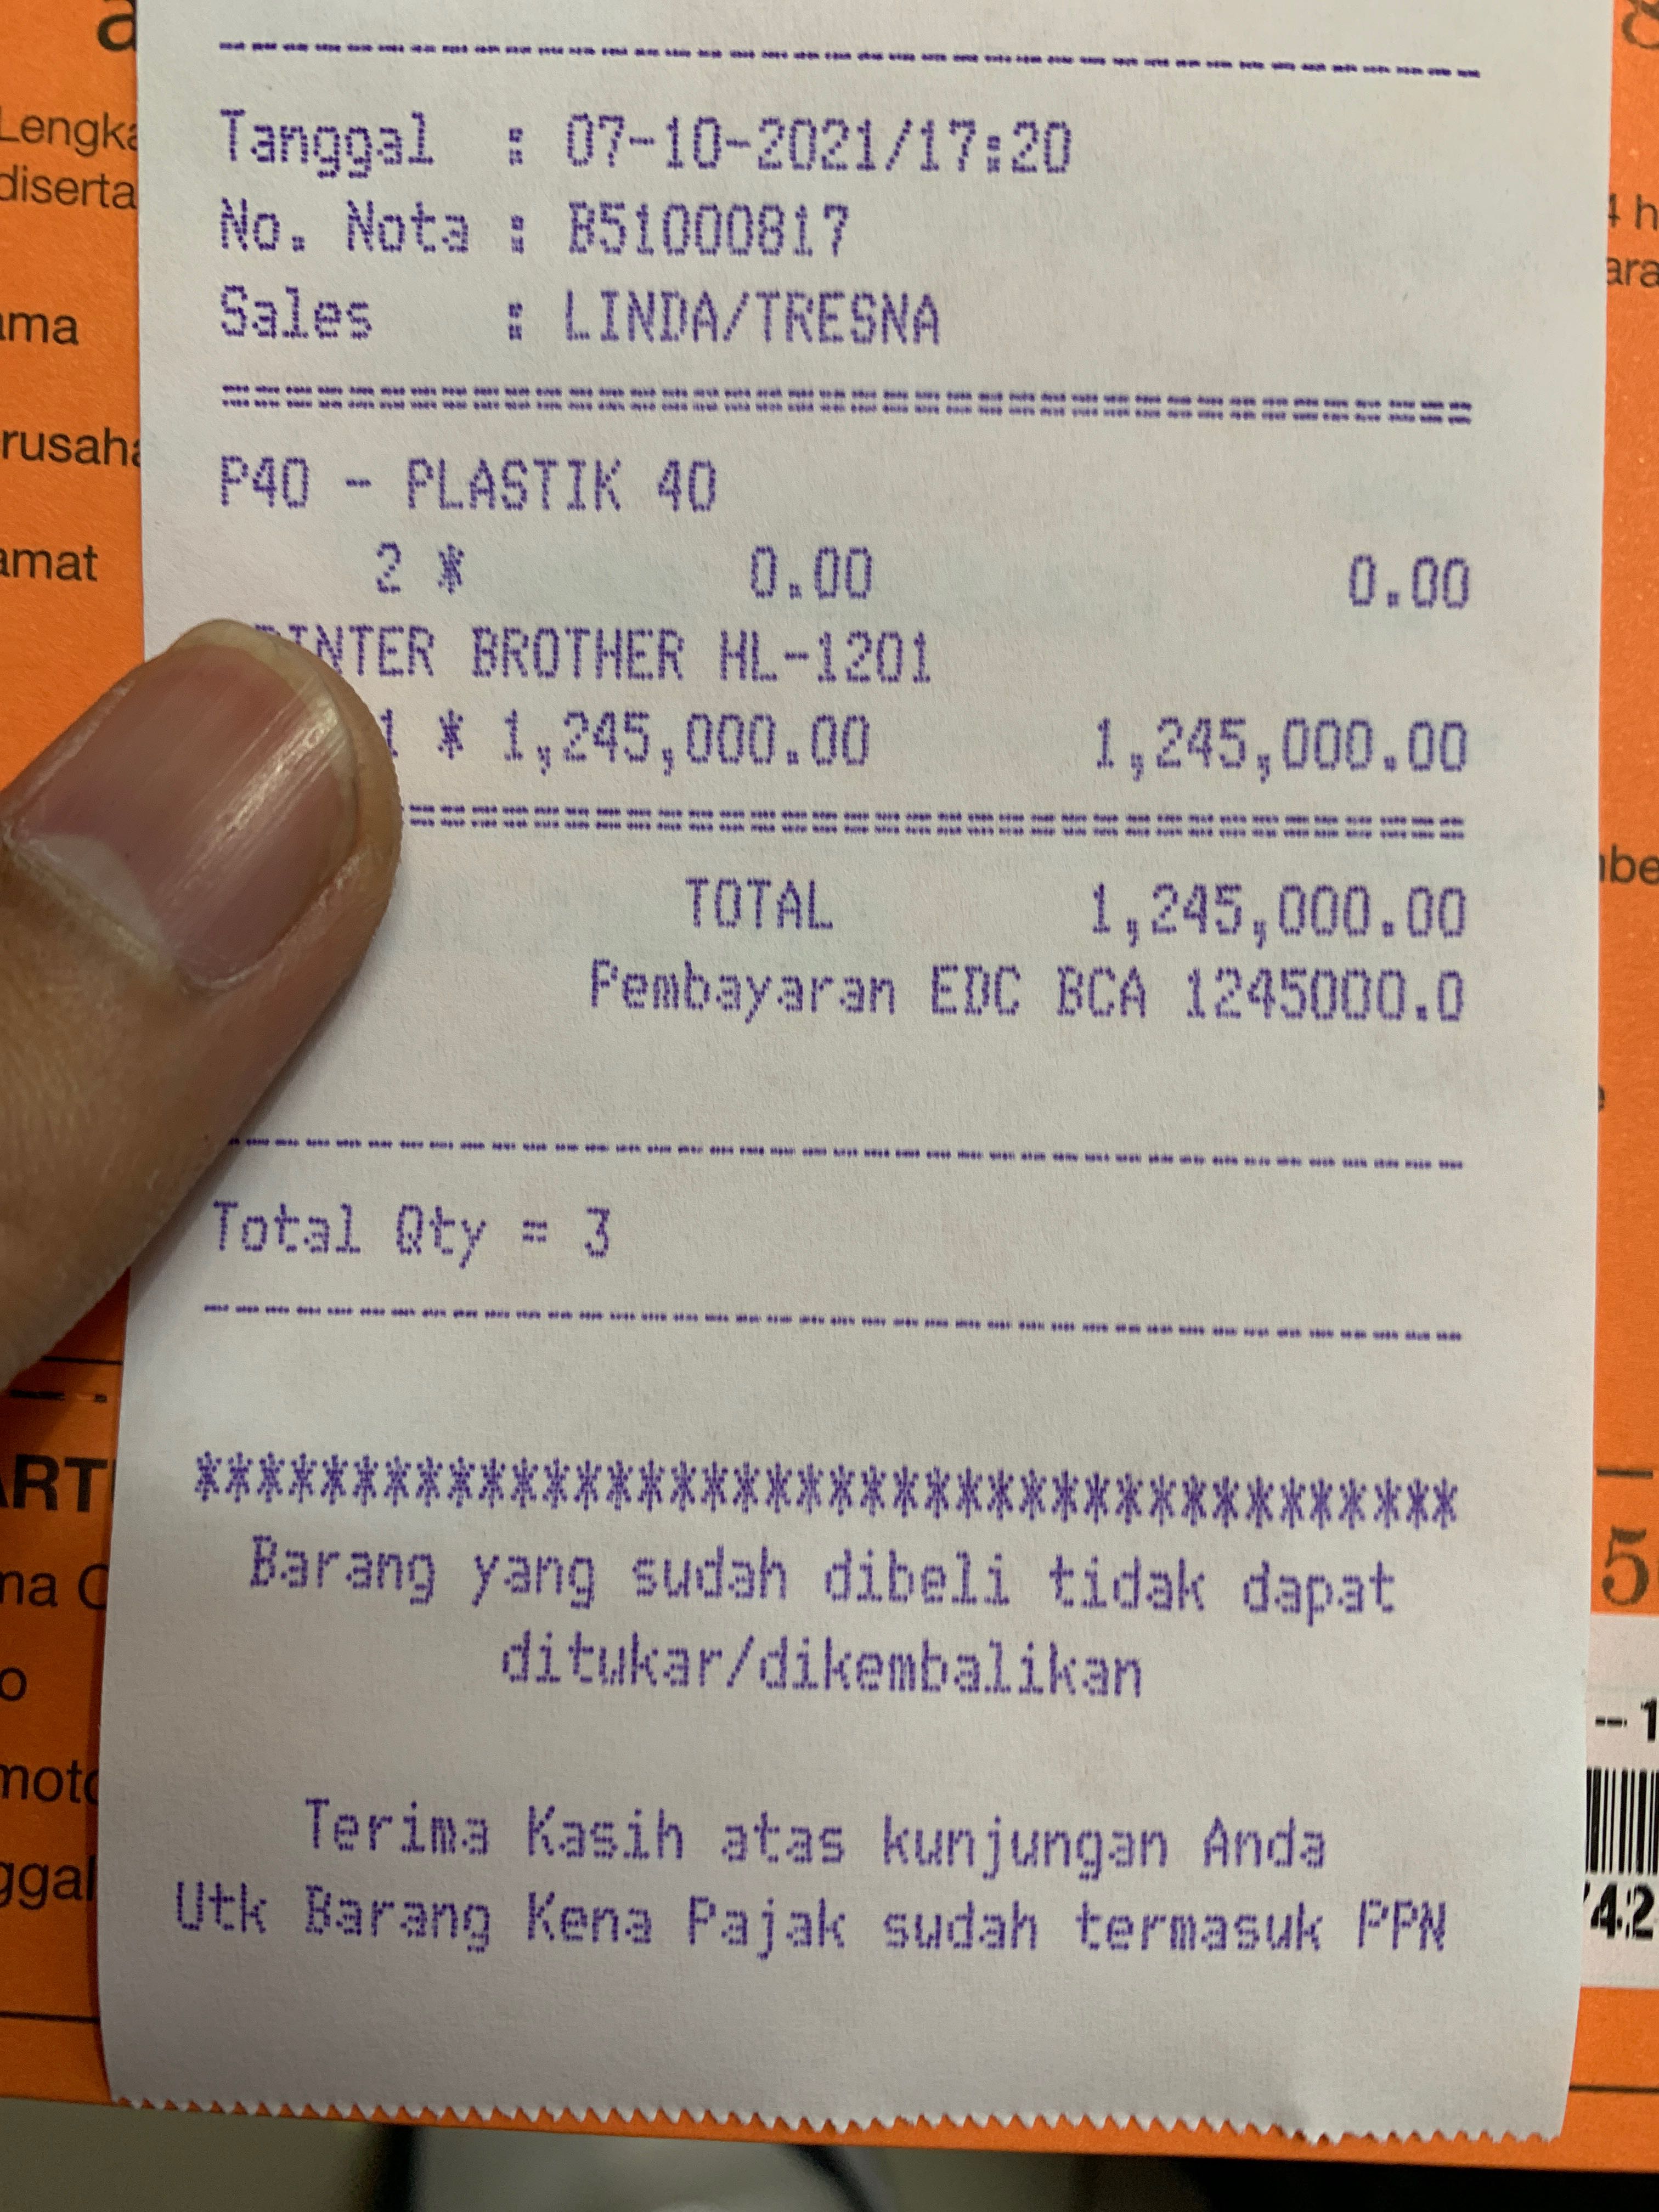 Tanggal : 07-10-2021/17:20
No. Nota : B51000817
Sales : LINDA/TRESNA
P40 - PLASTIK 40
2 * 0.00 0.00
BROTHER HL-1201
1 * 1,245,000.00 1,245,000.00
TOTAL 1,245,000.00
Pembayaran EDC BCA 1245000.0
Total Qty = 3
****************************************
Barang yang sudah dibeli tidak dapat
ditukar/dikembalikan
Terima Kasih atas kunjungan Anda
Utk Barang Kena Pajak sudah termasuk PPN